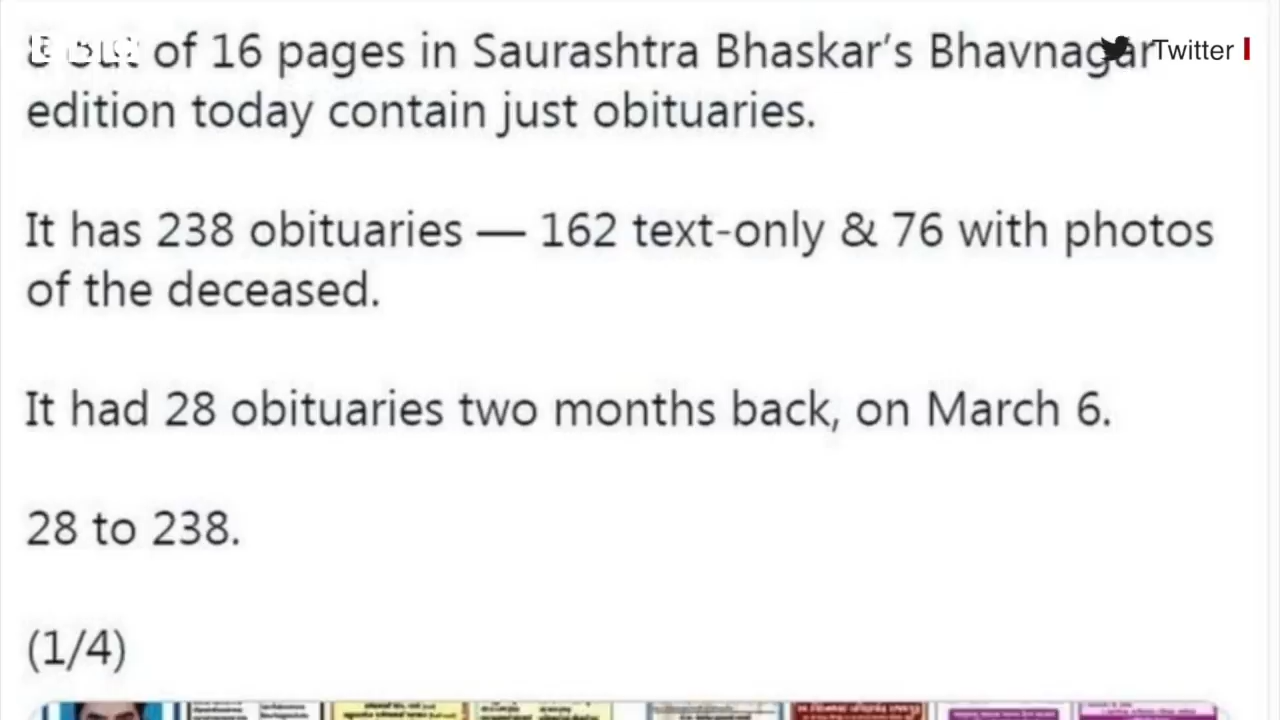 out of 16 pages in Saurashtra Bhaskar’s Bhavnagar
Twitter
edition today contain just obituaries.
It has 238 obituaries — 162 text-only & 76 with photos
of the deceased.
It had 28 obituaries two months back, on March 6.
28 to 238.
(1/4)